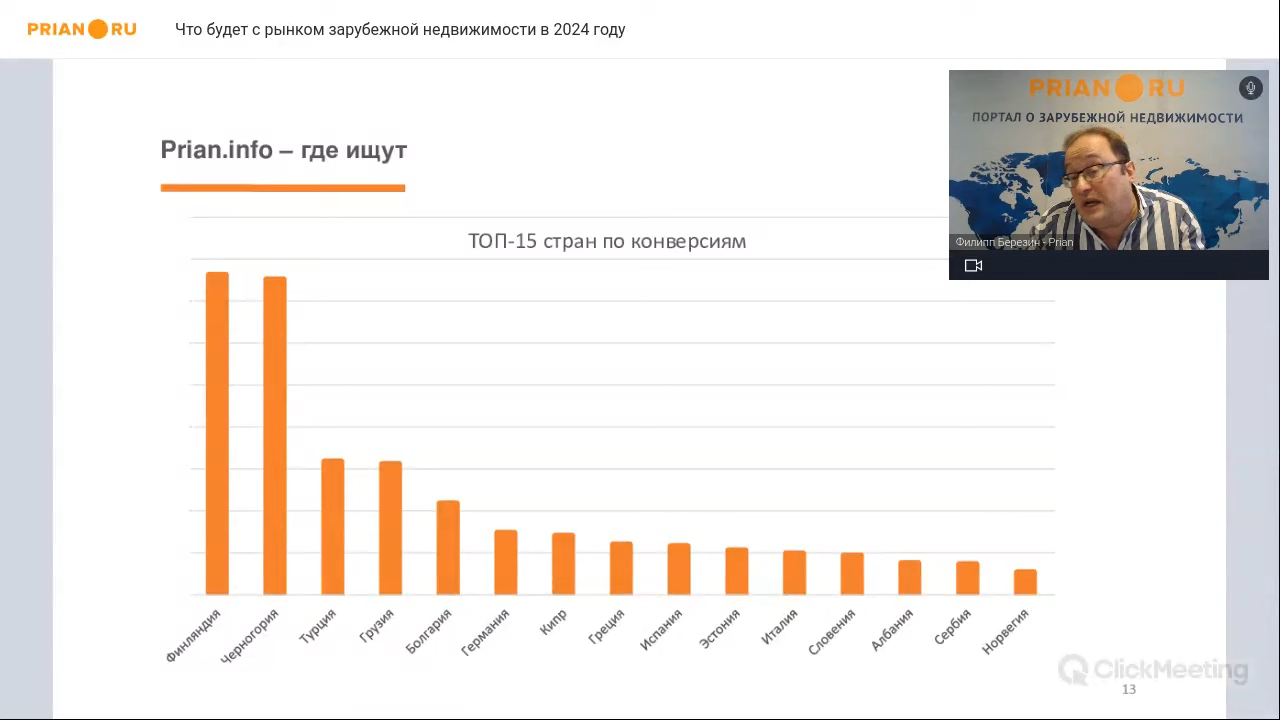 PRIAN RU
Что будет с рынком зарубежной недвижимости в 2024 году
PRIAN RU
ПОРТАЛ О ЗАРУБЕЖНОЙ НЕДВИЖИМОСТИ
Филипп Березин - Prian
Prian.info – где ищут
ТОП-15 стран по конверсиям
Финляндия
Черногория
Турция
Грузия
Болгария
Германия
Кипр
Греция
Испания
Эстония
Италия
Словения
Албания
Сербия
Норвегия
ClickMeeting
13